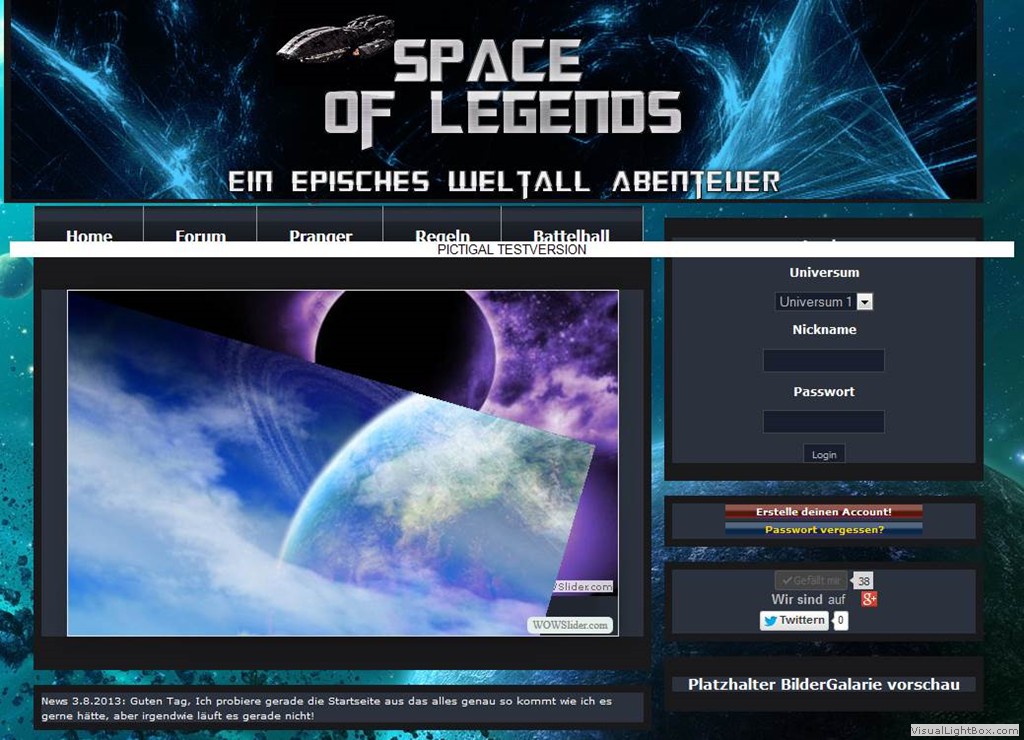 SPACE
OF LEGENDS
EIN EPISCHES WELTALL ABENTEUER
Home Forum Pranger Regeln Battelhall
PICTIGAL TESTVERSION
Universum
Universum 1
Nickname
Passwort
Login
Erstelle deinen Account!
Passwort vergessen?
Gefällt mir 38
Wir sind auf g+
Twittern 0
Slider.com
WOWSlider.com
Platzhalter BilderGalarie vorschau
News 3.8.2013: Guten Tag, Ich probiere gerade die Startseite aus das alles genau so kommt wie ich es
gerne hätte, aber irgendwie läuft es gerade nicht!
VisualLightBox.com